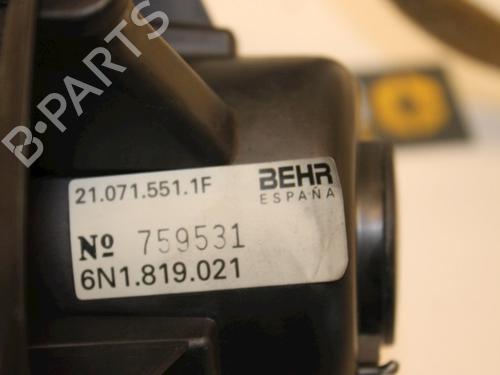 B-PARTS
21.071.551.1F
BEHR
ESPAÑA
Nº 759531
6N1.819.021